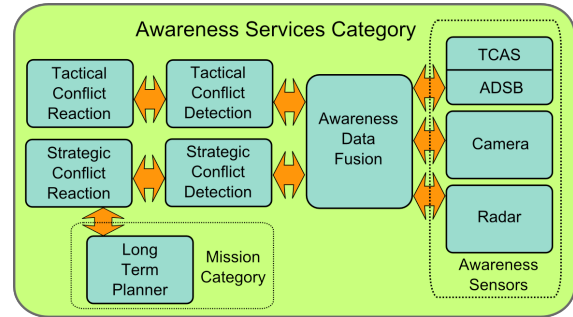 Awareness Services Category
Tactical
Conflict
Reaction
Tactical
Conflict
Detection
Awareness
Data
Fusion
TCAS
ADSB
Camera
Radar
Awareness
Sensors
Strategic
Conflict
Reaction
Strategic
Conflict
Detection
Long
Term
Planner
Mission
Category